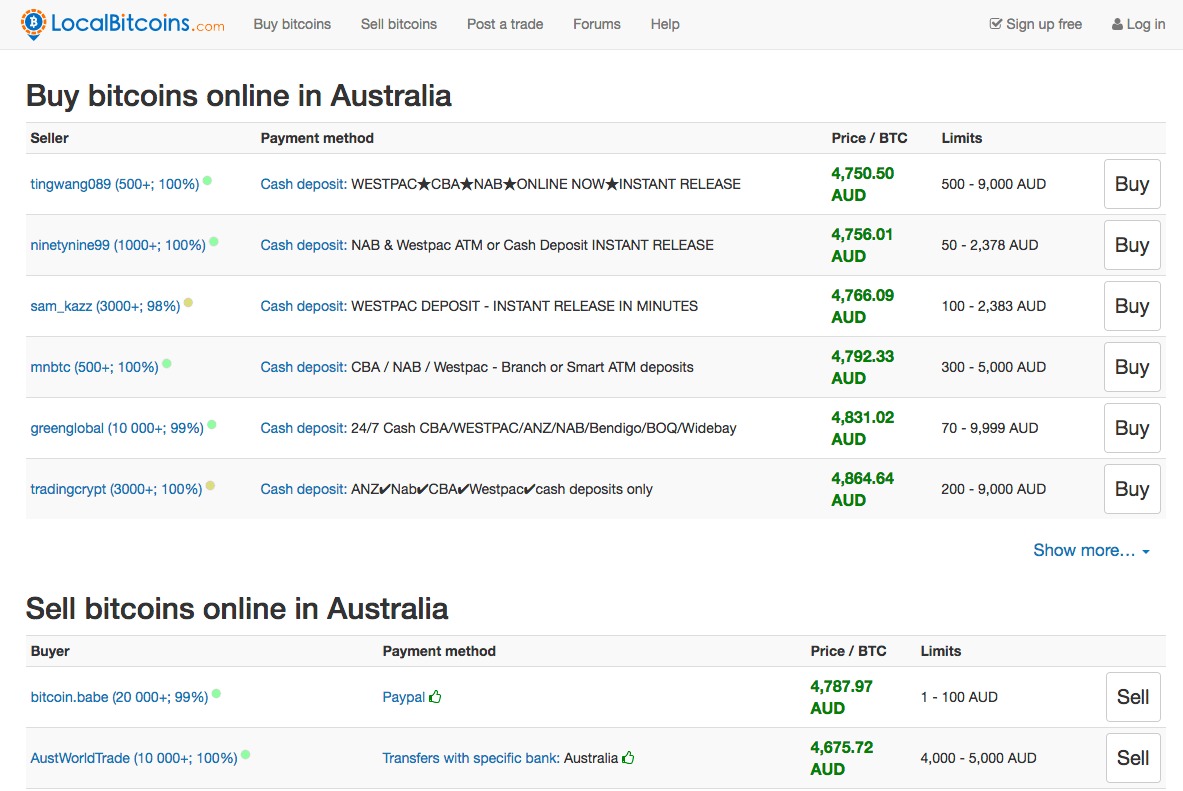 LocalBitcoins.com Buy bitcoins Sell bitcoins Post a trade Forums Help Sign up free Log in
Buy bitcoins online in Australia
Seller Payment method Price / BTC Limits
tingwang089 (500+; 100%) Cash deposit: WESTPAC★CBA★NAB★ONLINE NOW★INSTANT RELEASE 4,750.50 AUD 500 - 9,000 AUD Buy
ninetynine99 (1000+; 100%) Cash deposit: NAB & Westpac ATM or Cash Deposit INSTANT RELEASE 4,756.01 AUD 50 - 2,378 AUD Buy
sam_kazz (3000+; 98%) Cash deposit: WESTPAC DEPOSIT - INSTANT RELEASE IN MINUTES 4,766.09 AUD 100 - 2,383 AUD Buy
mnbtc (500+; 100%) Cash deposit: CBA / NAB / Westpac - Branch or Smart ATM deposits 4,792.33 AUD 300 - 5,000 AUD Buy
greenglobal (10 000+; 99%) Cash deposit: 24/7 Cash CBA/WESTPAC/ANZ/NAB/Bendigo/BOQ/Widebay 4,831.02 AUD 70 - 9,999 AUD Buy
tradingcrypt (3000+; 100%) Cash deposit: ANZ✔Nab✔CBA✔Westpac✔cash deposits only 4,864.64 AUD 200 - 9,000 AUD Buy
Show more...
Sell bitcoins online in Australia
Buyer Payment method Price / BTC Limits
bitcoin.babe (20 000+; 99%) Paypal 4,787.97 AUD 1 - 100 AUD Sell
AustWorldTrade (10 000+; 100%) Transfers with specific bank: Australia 4,675.72 AUD 4,000 - 5,000 AUD Sell